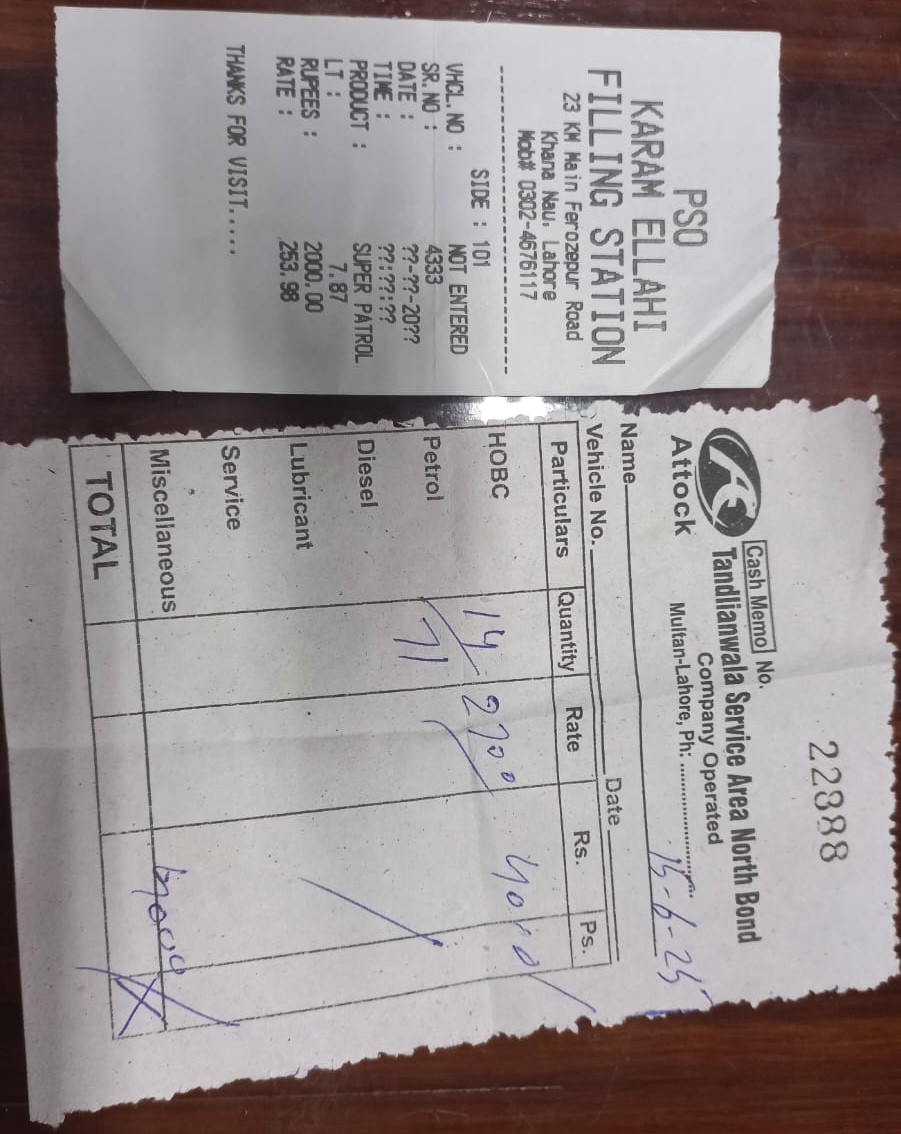 PSO
KARAM ELLAHI
FILLING STATION
23 KM Main Ferozepur Road
Khana Nau, Lahore
Mob# 0302-4676117
SIDE : 101
VHCL. NO : NOT ENTERED
SR. NO : 4333
DATE : ??-??-20??
TIME : ??:??:??
PRODUCT : SUPER PATROL
LT : 7.87
RUPEES : 2000.00
RATE : 253.98
THANKS FOR VISIT.....
22888
Cash Memo No.
Tandlianwala Service Area North Bond
Company Operated
Attock Multan-Lahore, Ph: ....................
Name 15-6-25
Vehicle No. Date
Particulars Quantity Rate Rs. Ps.
HOBC 14
Petrol 71
Diesel
Lubricant
Service
Miscellaneous
TOTAL